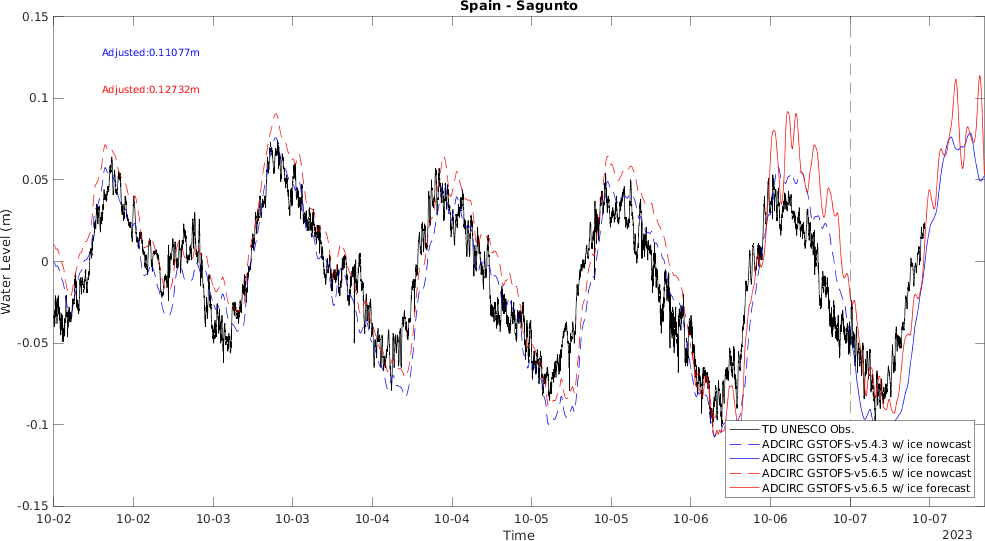 Spain - Sagunto
0.15
Adjusted:0.11077m
Adjusted:0.12732m
0.1
0.05
0
-0.05
-0.1
-0.15
Water Level (m)
TD UNESCO Obs.
ADCIRC GSTOFS-v5.4.3 w/ ice nowcast
ADCIRC GSTOFS-v5.4.3 w/ ice forecast
ADCIRC GSTOFS-v5.6.5 w/ ice nowcast
ADCIRC GSTOFS-v5.6.5 w/ ice forecast
10-02 10-02 10-03 10-03 10-04 10-04 10-05 10-05 10-06 10-06 10-07 10-07
Time
2023